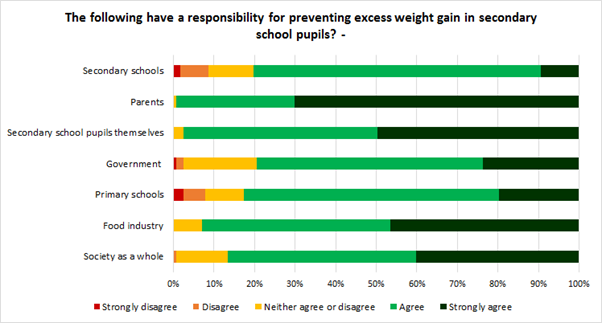 The following have a responsibility for preventing excess weight gain in secondary
school pupils? -
Secondary schools
Parents
Secondary school pupils themselves
Government
Primary schools
Food industry
Society as a whole
0% 10% 20% 30% 40% 50% 60% 70% 80% 90% 100%
Strongly disagree Disagree Neither agree or disagree Agree Strongly agree